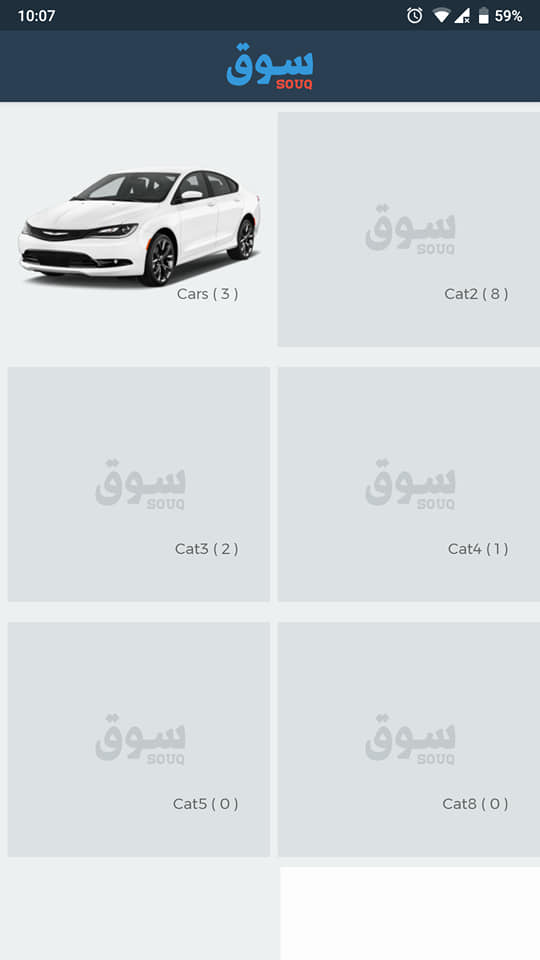 10:07
59%
سوق
SOUQ
Cars ( 3 )
سوق
SOUQ
Cat2 ( 8 )
سوق
SOUQ
Cat3 ( 2 )
سوق
SOUQ
Cat4 ( 1 )
سوق
SOUQ
Cat5 ( 0 )
سوق
SOUQ
Cat8 ( 0 )